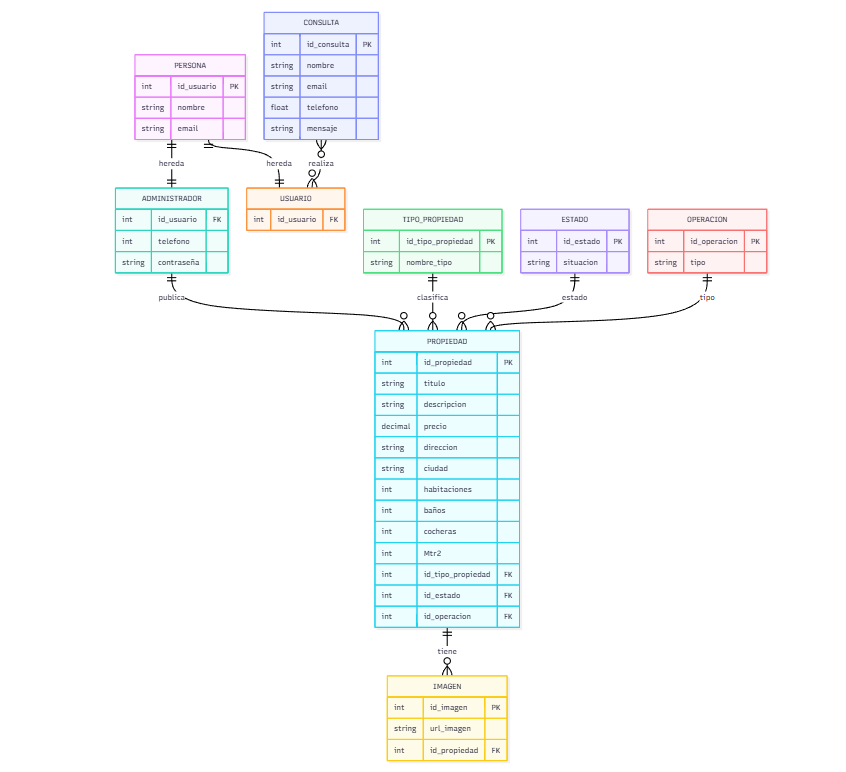 CONSULTA
int id_consulta PK
string nombre
string email
float telefono
string mensaje
PERSONA
int id_usuario PK
string nombre
string email
hereda
hereda
realiza
ADMINISTRADOR
int id_usuario FK
int telefono
string contraseña
USUARIO
int id_usuario FK
TIPO_PROPIEDAD
int id_tipo_propiedad PK
string nombre_tipo
ESTADO
int id_estado PK
string situacion
OPERACION
int id_operacion PK
string tipo
publica
clasifica
estado
tipo
PROPIEDAD
int id_propiedad PK
string titulo
string descripcion
decimal precio
string direccion
string ciudad
int habitaciones
int baños
int cocheras
int Mtr2
int id_tipo_propiedad FK
int id_estado FK
int id_operacion FK
tiene
IMAGEN
int id_imagen PK
string url_imagen
int id_propiedad FK